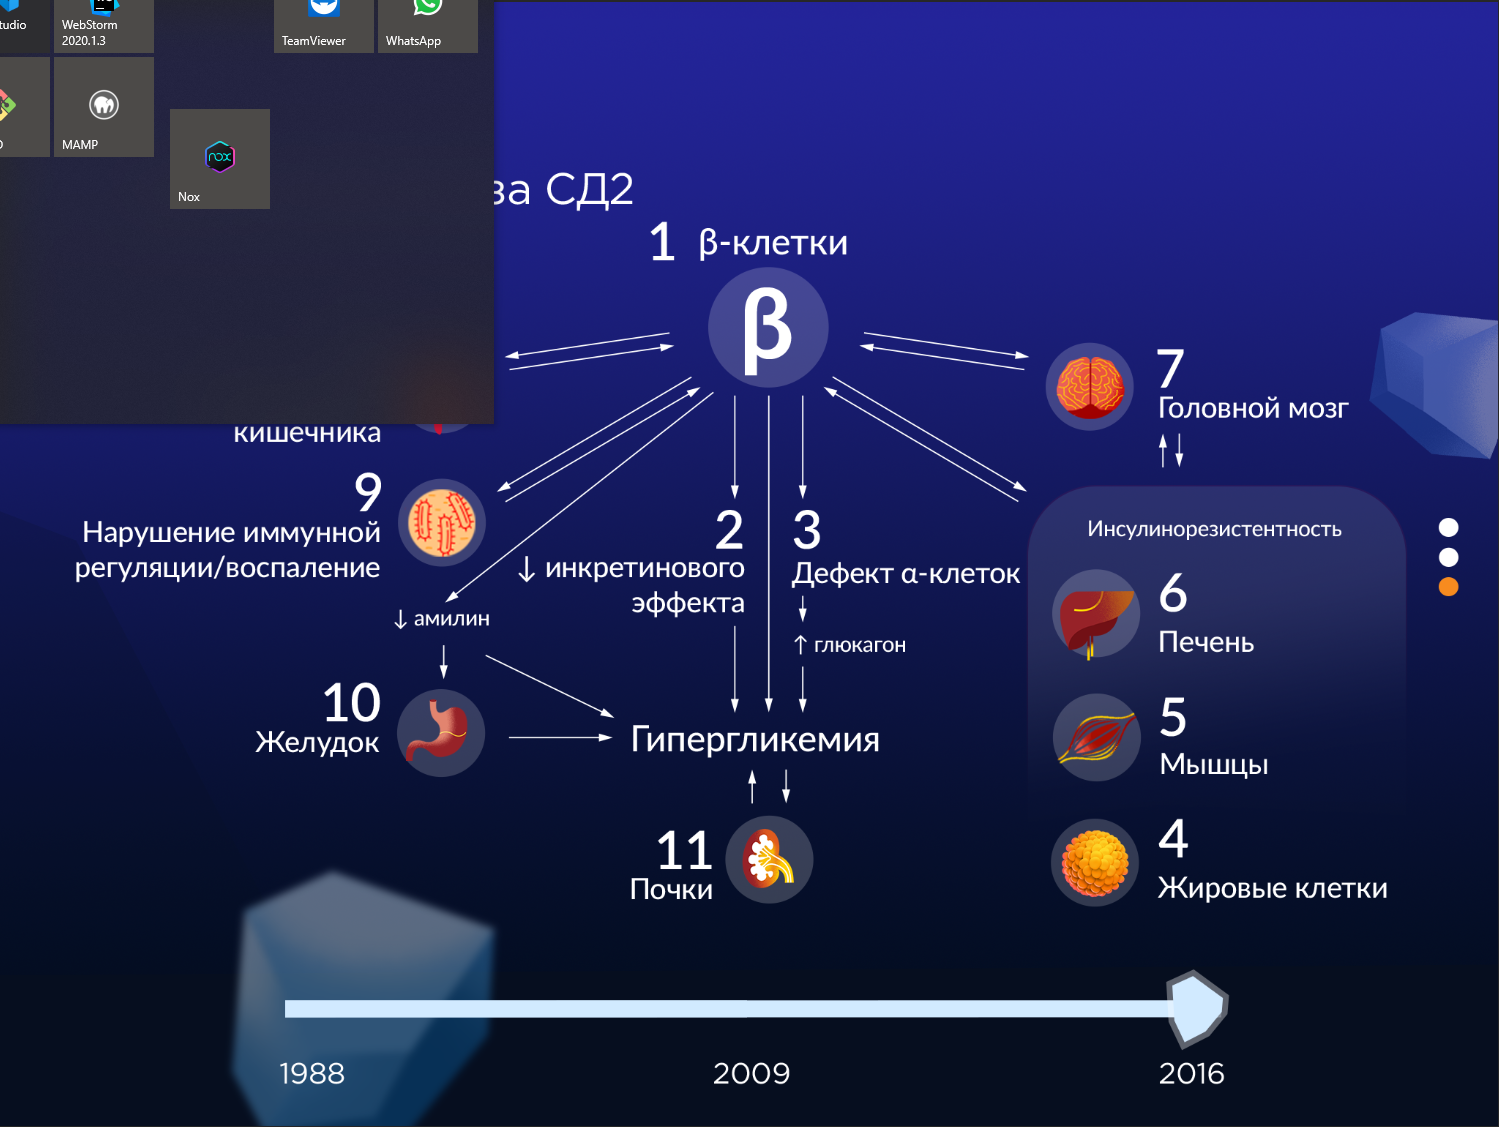 WebStorm
2020.1.3
TeamViewer
WhatsApp
MAMP
Nox
СД2
1 β-клетки
β
7
Головной мозг
кишечника
9
Нарушение иммунной
регуляции/воспаление
2
↓ инкретинового
эффекта
3
Дефект α-клеток
↑ глюкагон
Инсулинорезистентность
6
Печень
↓ амилин
10
Желудок
Гипергликемия
5
Мышцы
11
Почки
4
Жировые клетки
1988
2009
2016